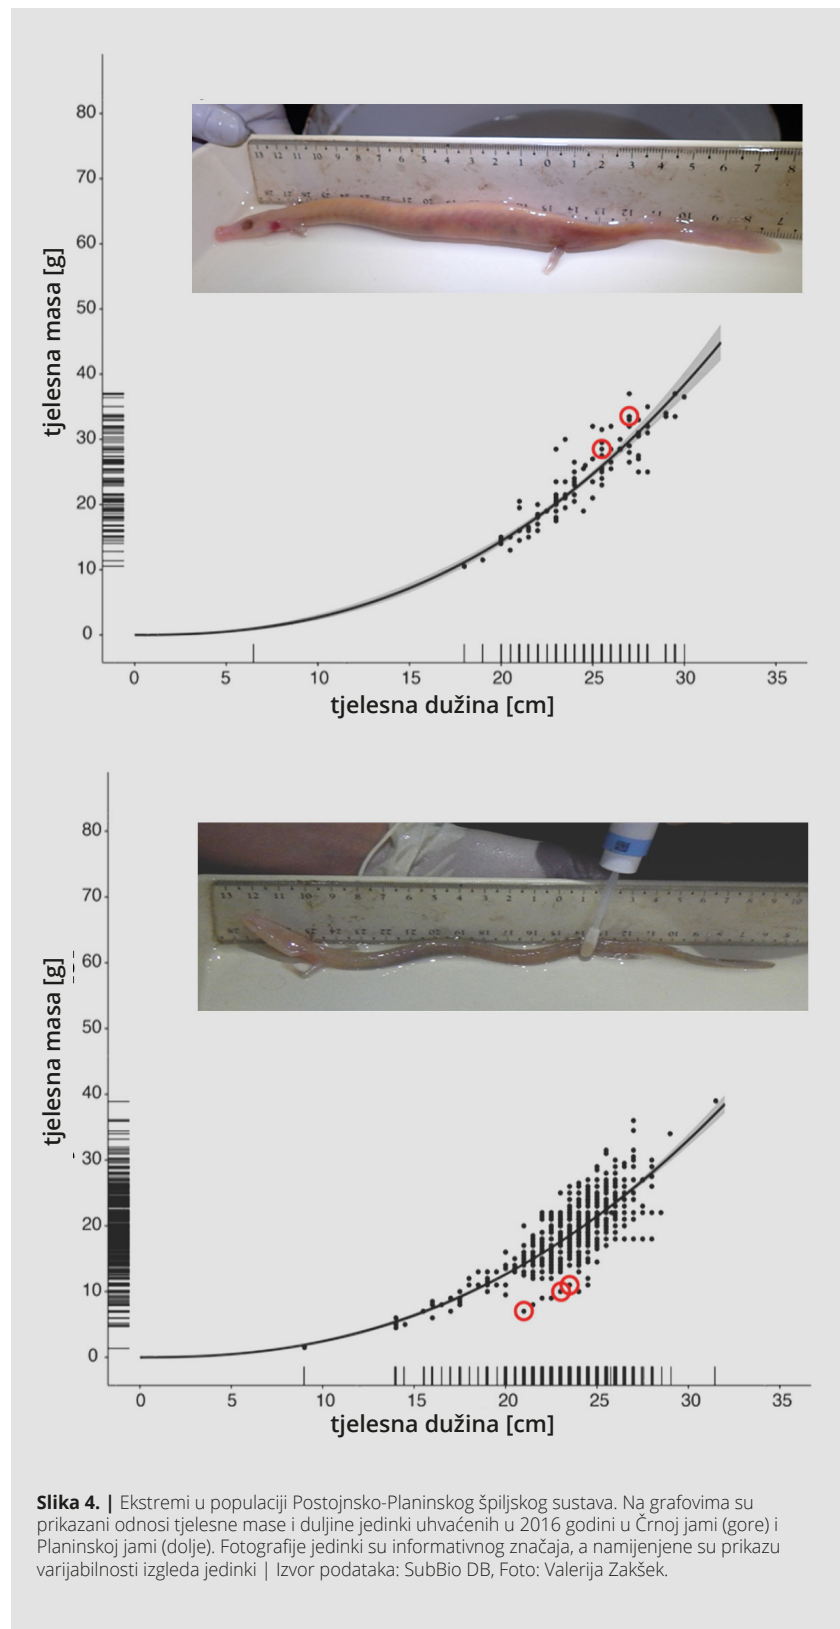 80
70
60
50
40
30
20
10
0
tjelesna masa [g]
0 5 10 15 20 25 30 35
tjelesna dužina [cm]
80
70
60
50
40
30
20
10
0
tjelesna masa [g]
0 5 10 15 20 25 30 35
tjelesna dužina [cm]
Slika 4. | Ekstremi u populaciji Postojnsko-Planinskog špiljskog sustava. Na grafovima su
prikazani odnosi tjelesne mase i duljine jedinki uhvaćenih u 2016 godini u Črnoj jami (gore) i
Planinskoj jami (dolje). Fotografije jedinki su informativnog značaja, a namijenjene su prikazu
varijabilnosti izgleda jedinki | Izvor podataka: SubBio DB, Foto: Valerija Zakšek.